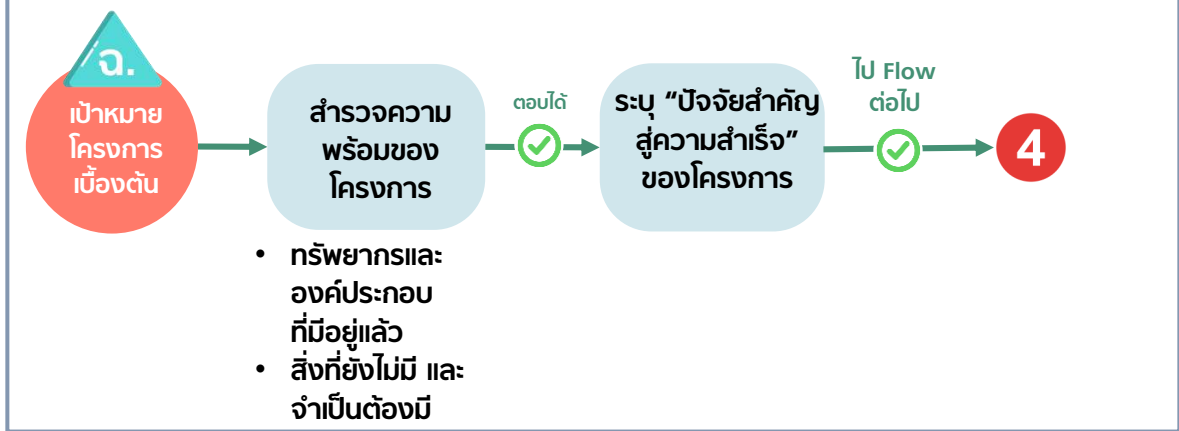 ฉ.
เป้าหมาย
โครงการ
เบื้องต้น
สำรวจความ
พร้อมของ
โครงการ
• ทรัพยากรและ
องค์ประกอบ
ที่มีอยู่แล้ว
• สิ่งที่ยังไม่มี และ
จำเป็นต้องมี
ตอบได้
ระบุ “ปัจจัยสำคัญ
สู่ความสำเร็จ”
ของโครงการ
ไป Flow
ต่อไป
4